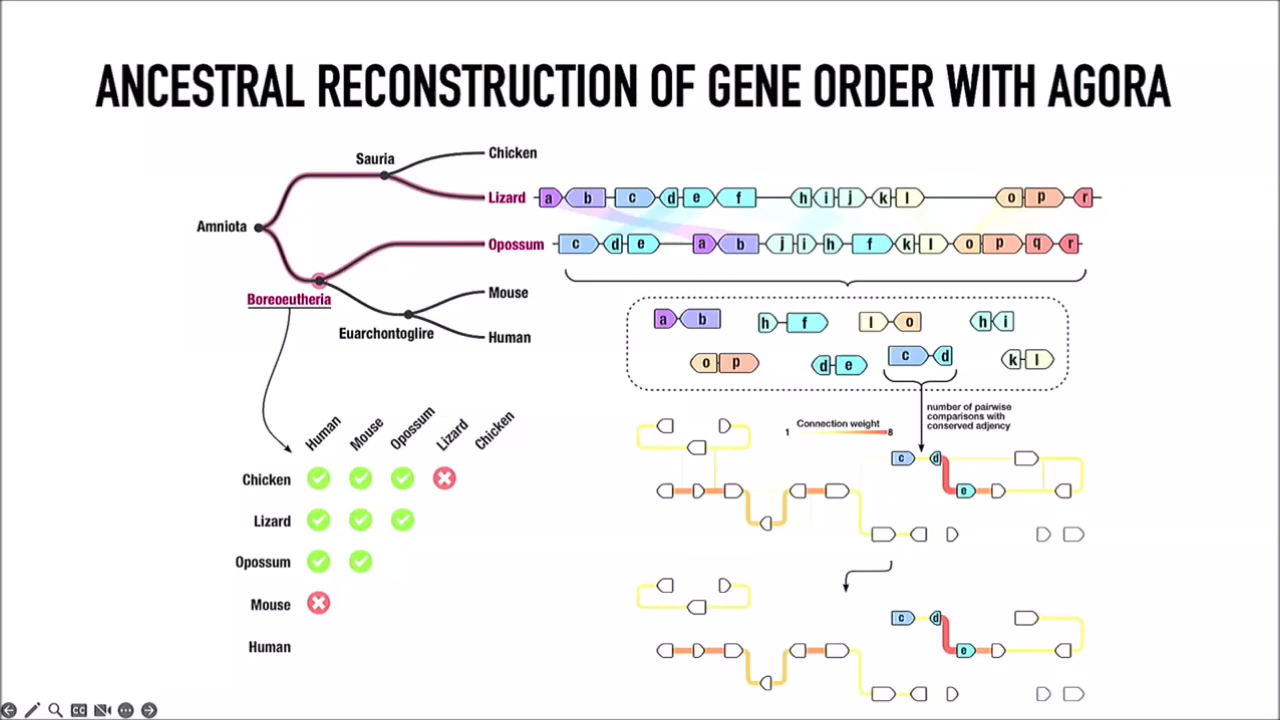 ANCESTRAL RECONSTRUCTION OF GENE ORDER WITH AGORA
Sauria
Chicken
Lizard
a b c d e f h i j k l o p r
Amniota
Opossum
c d e a b j i h f k l o p q r
Boreoeutheria
Mouse
Euarchontoglire
Human
a b h f l o h i
o p d e c d k l
number of pairwise
comparisons with
conserved adjency
Connection weight
1 8
c d
e
Human Mouse Opossum Lizard Chicken
Chicken
Lizard
Opossum
Mouse
Human
c d
e
CC